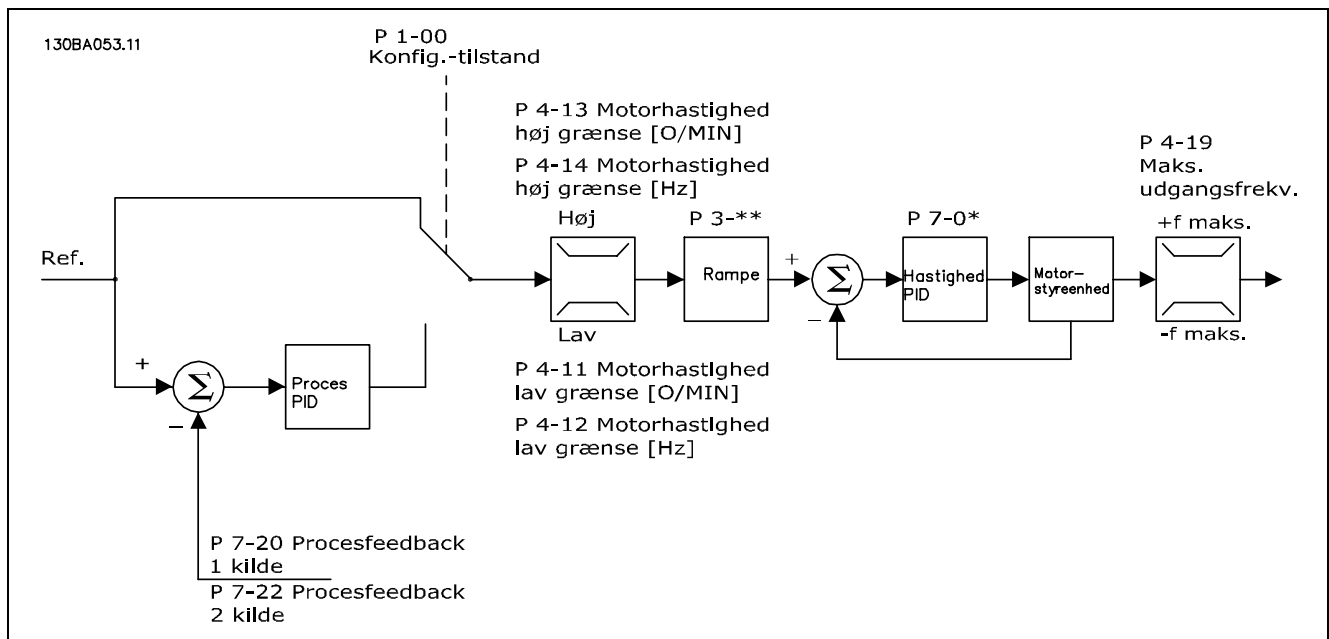 130BA053.11
P 1-00
Konfig.-tilstand
P 4-13 Motorhastighed
høj grænse [O/MIN]
P 4-14 Motorhastighed
høj grænse [Hz]
P 4-19
Maks.
udgangsfrekv.
Høj
P 3-**
P 7-0*
+f maks.
Ref.
Rampe
+
Σ
−
Hastighed
PID
Motor-
styreenhed
Lav
-f maks.
+
Σ
−
Proces
PID
P 4-11 Motorhastighed
lav grænse [O/MIN]
P 4-12 Motorhastighed
lav grænse [Hz]
P 7-20 Procesfeedback
1 kilde
P 7-22 Procesfeedback
2 kilde